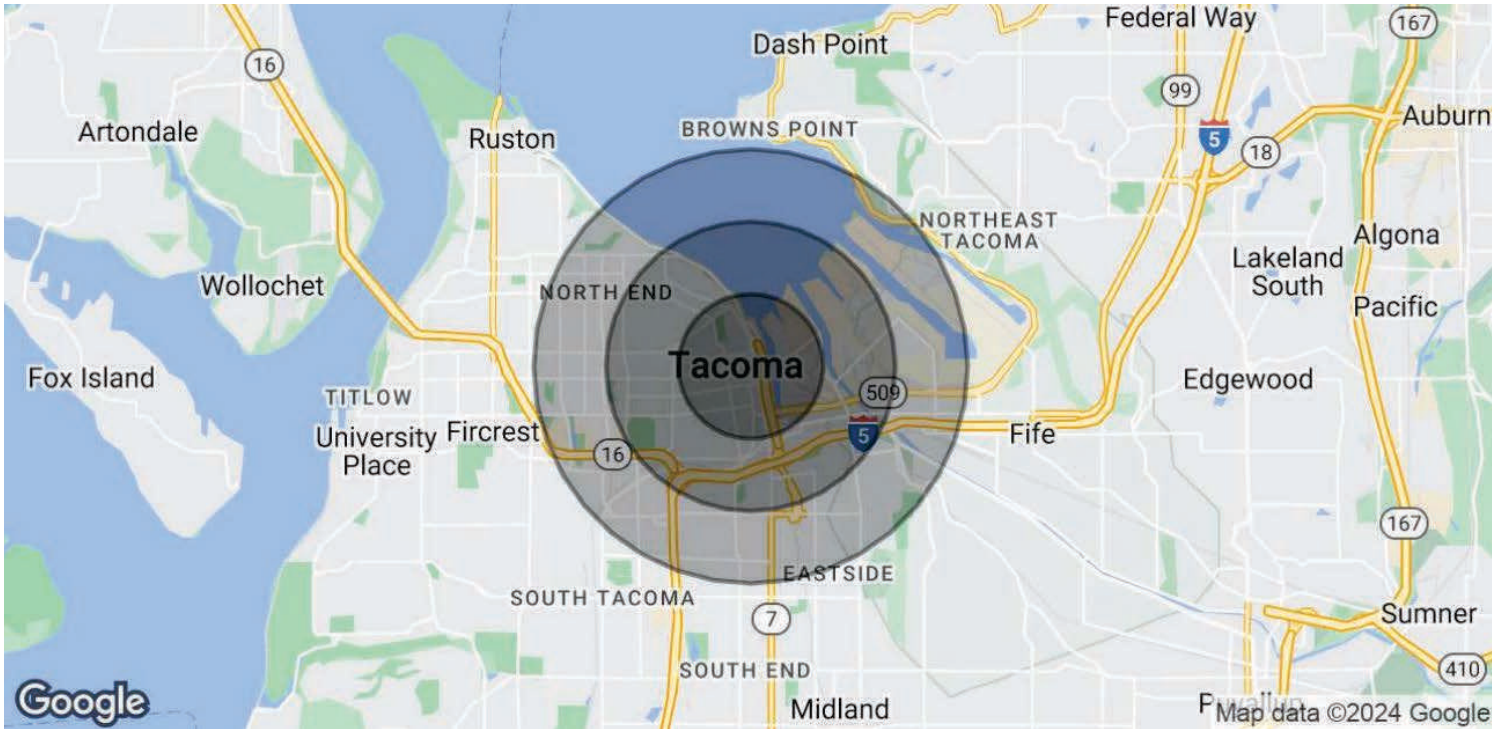 Federal Way
167
Dash Point
16
99
Auburn
Artondale
Ruston
BROWNS POINT
5
18
NORTHEAST
TACOMA
Algona
Lakeland
South
Wollochet
NORTH END
Pacific
Tacoma
Fox Island
Edgewood
TITLOW
509
University
Place
Fircrest
5
Fife
16
167
EASTSIDE
SOUTH TACOMA
7
Sumner
SOUTH END
410
Google
Midland
Puyallup
Map data ©2024 Google